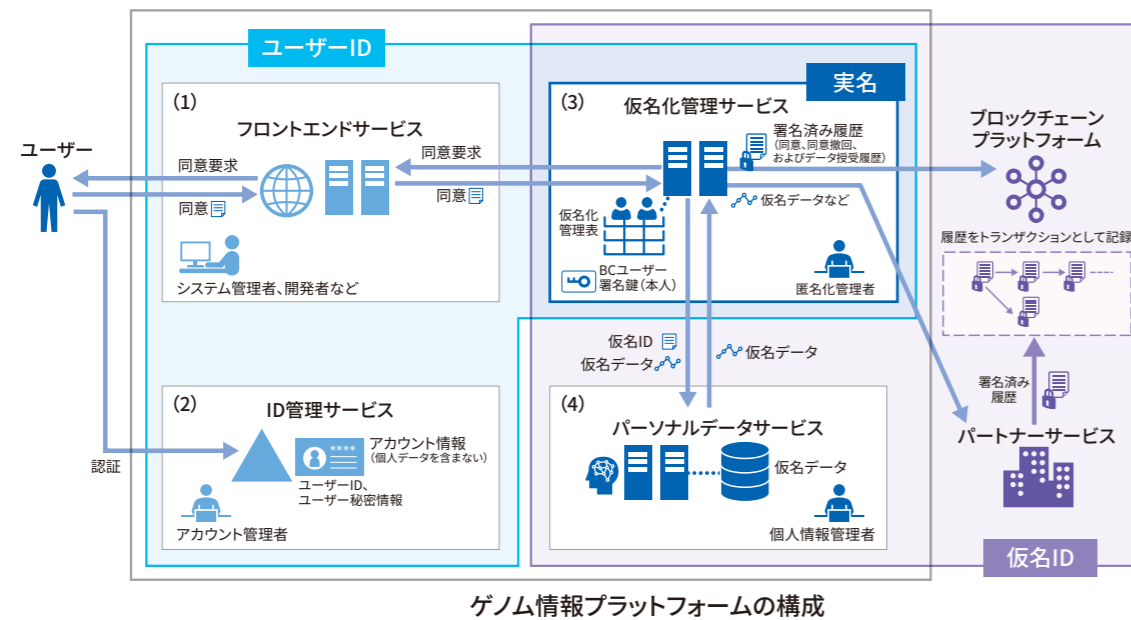 ユーザーID
実名
(1)
フロントエンドサービス
ユーザー
同意要求
同意
システム管理者、開発者など
同意要求
同意
(3)
仮名化管理サービス
署名済み履歴
(同意、同意撤回、
およびデータ授受履歴)
仮名データなど
仮名化
管理表
BCユーザー
署名鍵(本人)
匿名化管理者
ブロックチェーン
プラットフォーム
履歴をトランザクションとして記録
仮名ID
仮名データ
仮名データ
署名済み
履歴
パートナーサービス
(2)
ID管理サービス
認証
****
アカウント情報
(個人データを含まない)
ユーザーID、
ユーザー秘密情報
アカウント管理者
(4)
パーソナルデータサービス
仮名データ
個人情報管理者
仮名ID
ゲノム情報プラットフォームの構成